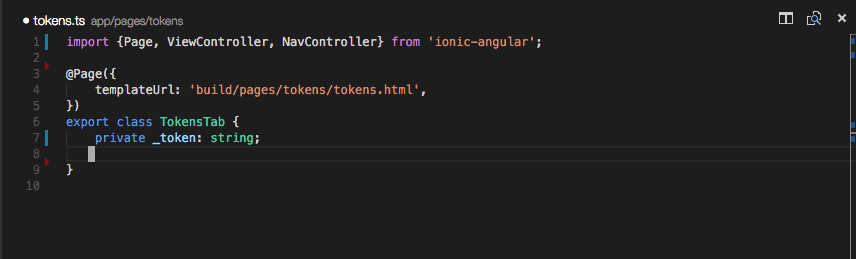 ● tokens.ts app/pages/tokens
1 import {Page, ViewController, NavController} from 'ionic-angular';
2
3 @Page({
4     templateUrl: 'build/pages/tokens/tokens.html',
5 })
6 export class TokensTab {
7     private _token: string;
8
9 }
10